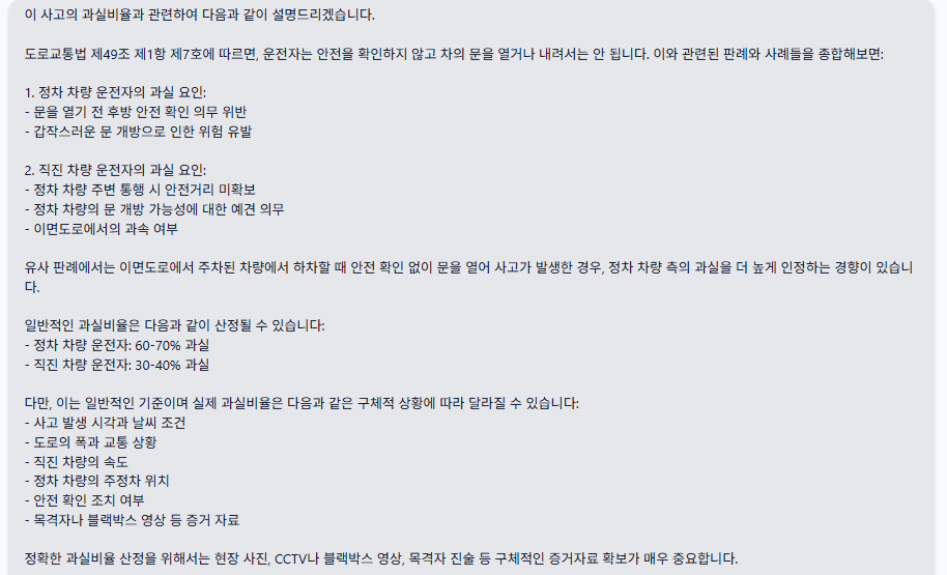 이 사고의 과실비율과 관련하여 다음과 같이 설명드리겠습니다.
도로교통법 제49조 제1항 제7호에 따르면, 운전자는 안전을 확인하지 않고 차의 문을 열거나 내려서는 안 됩니다. 이와 관련된 판례와 사례들을 종합해보면:
1. 정차 차량 운전자의 과실 요인:
- 문을 열기 전 후방 안전 확인 의무 위반
- 갑작스러운 문 개방으로 인한 위험 유발
2. 직진 차량 운전자의 과실 요인:
- 정차 차량 주변 통행 시 안전거리 미확보
- 정차 차량의 문 개방 가능성에 대한 예견 의무
- 이면도로에서의 과속 여부
유사 판례에서는 이면도로에서 주차된 차량에서 하차할 때 안전 확인 없이 문을 열어 사고가 발생한 경우, 정차 차량 측의 과실을 더 높게 인정하는 경향이 있습니
다.
일반적인 과실비율은 다음과 같이 산정될 수 있습니다:
- 정차 차량 운전자: 60-70% 과실
- 직진 차량 운전자: 30-40% 과실
다만, 이는 일반적인 기준이며 실제 과실비율은 다음과 같은 구체적 상황에 따라 달라질 수 있습니다:
- 사고 발생 시각과 날씨 조건
- 도로의 폭과 교통 상황
- 직진 차량의 속도
- 정차 차량의 주정차 위치
- 안전 확인 조치 여부
- 목격자나 블랙박스 영상 등 증거 자료
정확한 과실비율 산정을 위해서는 현장 사진, CCTV나 블랙박스 영상, 목격자 진술 등 구체적인 증거자료 확보가 매우 중요합니다.